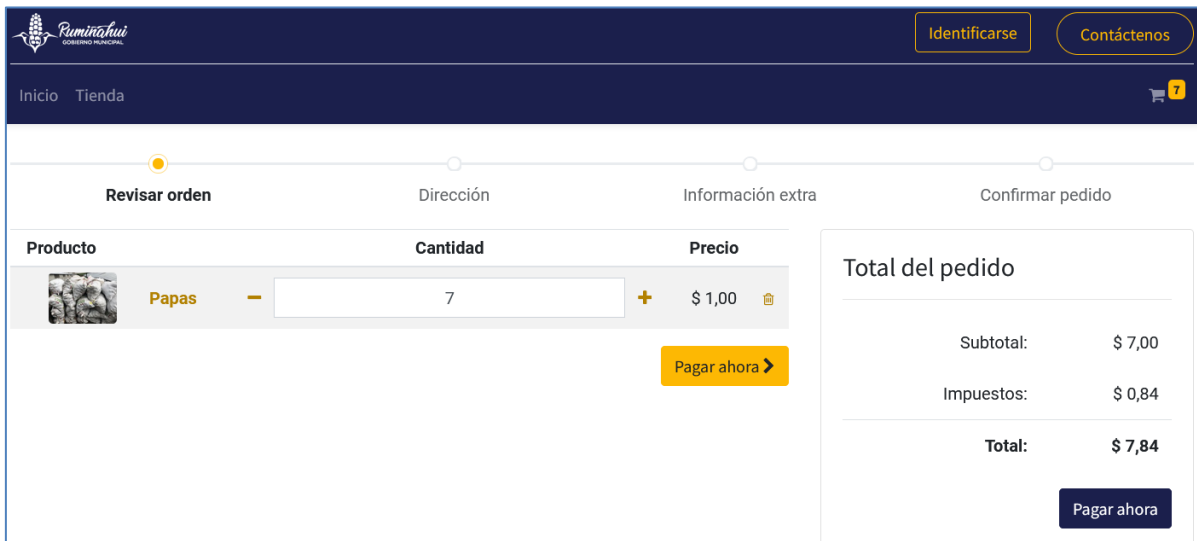 Rumiñahui
GOBIERNO MUNICIPAL
Identificarse
Contáctenos
Inicio Tienda
7
Revisar orden
Dirección
Información extra
Confirmar pedido
Producto Cantidad Precio
Papas 7 $ 1,00
Pagar ahora
Total del pedido
Subtotal: $ 7,00
Impuestos: $ 0,84
Total: $ 7,84
Pagar ahora